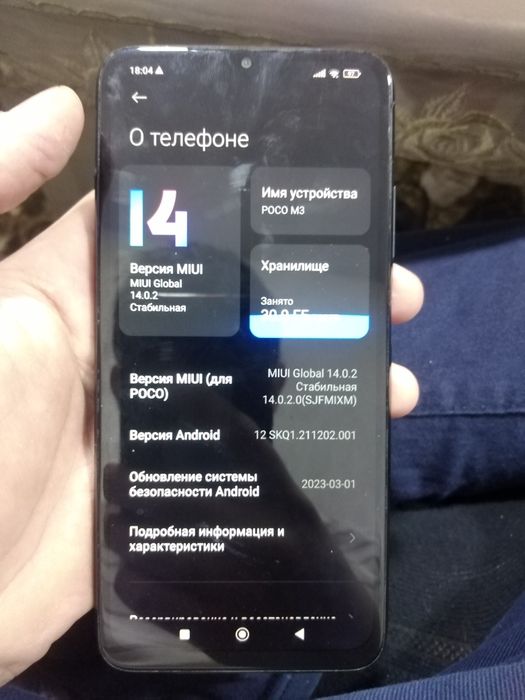 18:04
О телефоне
14
Версия MIUI
MIUI Global
14.0.2
Стабильная
Имя устройства
POCO M3
Хранилище
Занято
Версия MIUI (для
POCO)
MIUI Global 14.0.2
Стабильная
14.0.2.0(SJFMIXM)
Версия Android
12 SKQ1.211202.001
Обновление системы
безопасности Android
2023-03-01
Подробная информация и
характеристики